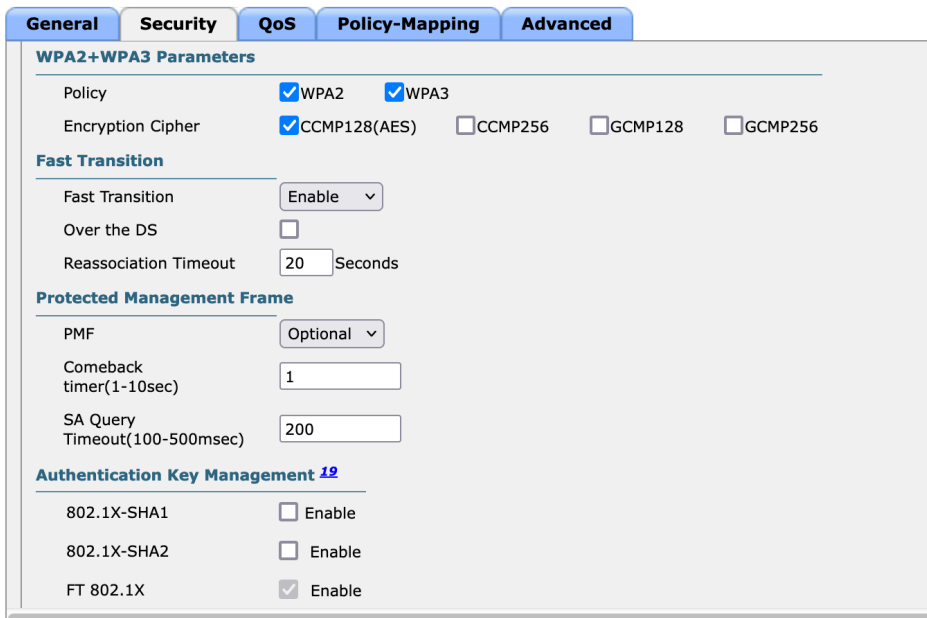 General Security QoS Policy-Mapping Advanced
WPA2+WPA3 Parameters
Policy WPA2 WPA3
Encryption Cipher CCMP128(AES) CCMP256 GCMP128 GCMP256
Fast Transition
Fast Transition Enable
Over the DS
Reassociation Timeout 20 Seconds
Protected Management Frame
PMF Optional
Comeback
timer(1-10sec) 1
SA Query
Timeout(100-500msec) 200
Authentication Key Management 19
802.1X-SHA1 Enable
802.1X-SHA2 Enable
FT 802.1X Enable